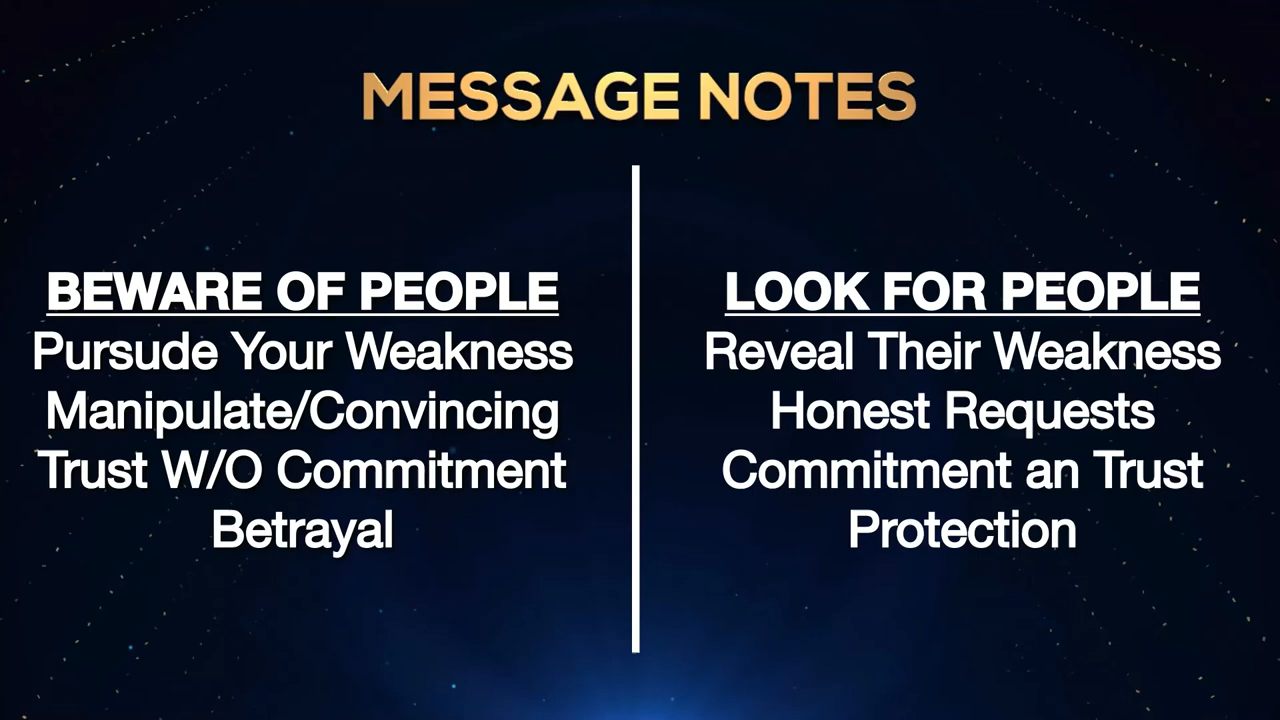 MESSAGE NOTES
BEWARE OF PEOPLE
Pursude Your Weakness
Manipulate/Convincing
Trust W/O Commitment
Betrayal
LOOK FOR PEOPLE
Reveal Their Weakness
Honest Requests
Commitment an Trust
Protection